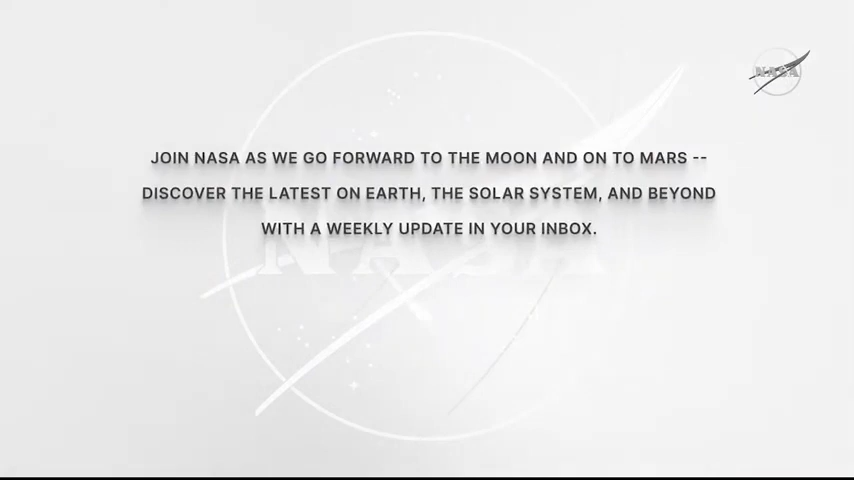 NASA
JOIN NASA AS WE GO FORWARD TO THE MOON AND ON TO MARS --
DISCOVER THE LATEST ON EARTH, THE SOLAR SYSTEM, AND BEYOND
WITH A WEEKLY UPDATE IN YOUR INBOX.
NASA